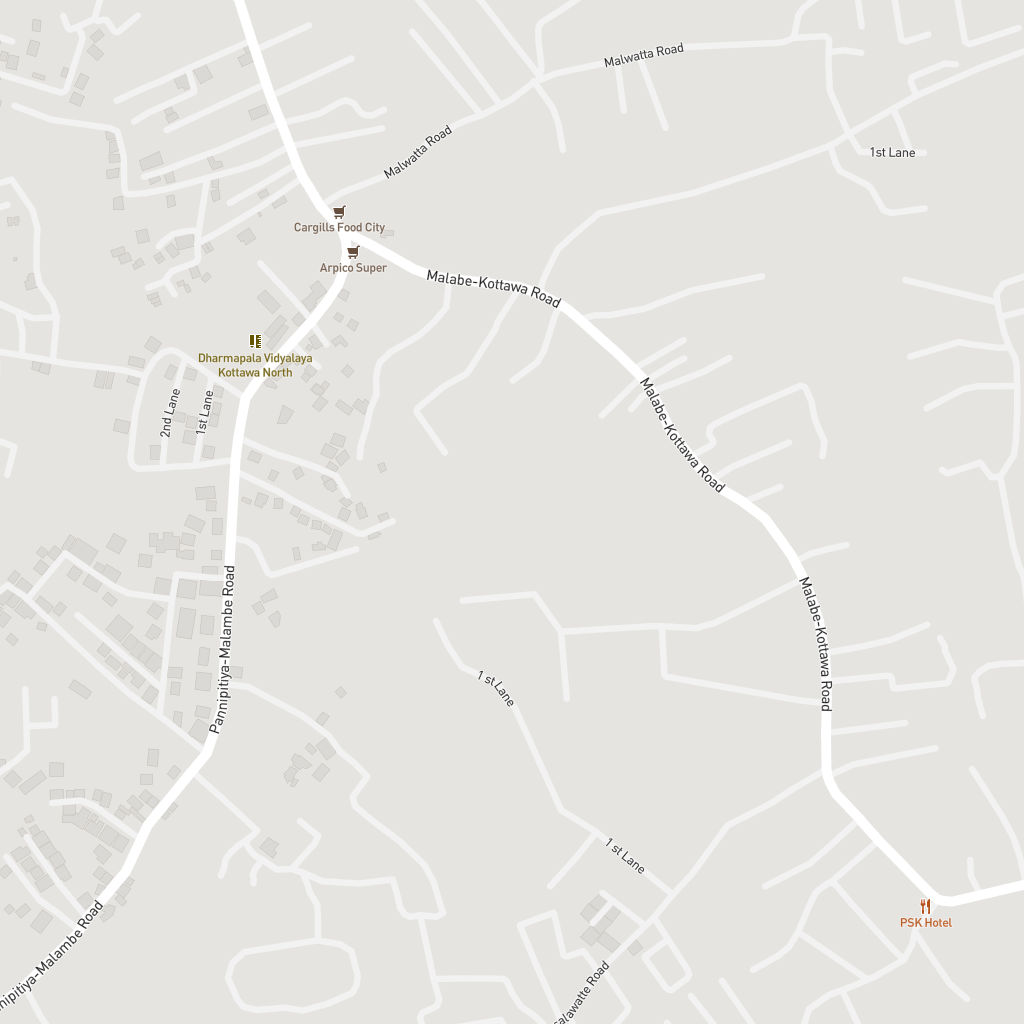 Malwatta Road
Malwatta Road
1st Lane
Cargills Food City
Arpico Super
Malabe-Kottawa Road
Dharmapala Vidyalaya
Kottawa North
2nd Lane
1st Lane
Malabe-Kottawa Road
Pannipitiya-Malambe Road
Malabe-Kottawa Road
1 st Lane
1 st Lane
PSK Hotel
Pannipitiya-Malambe Road
Road